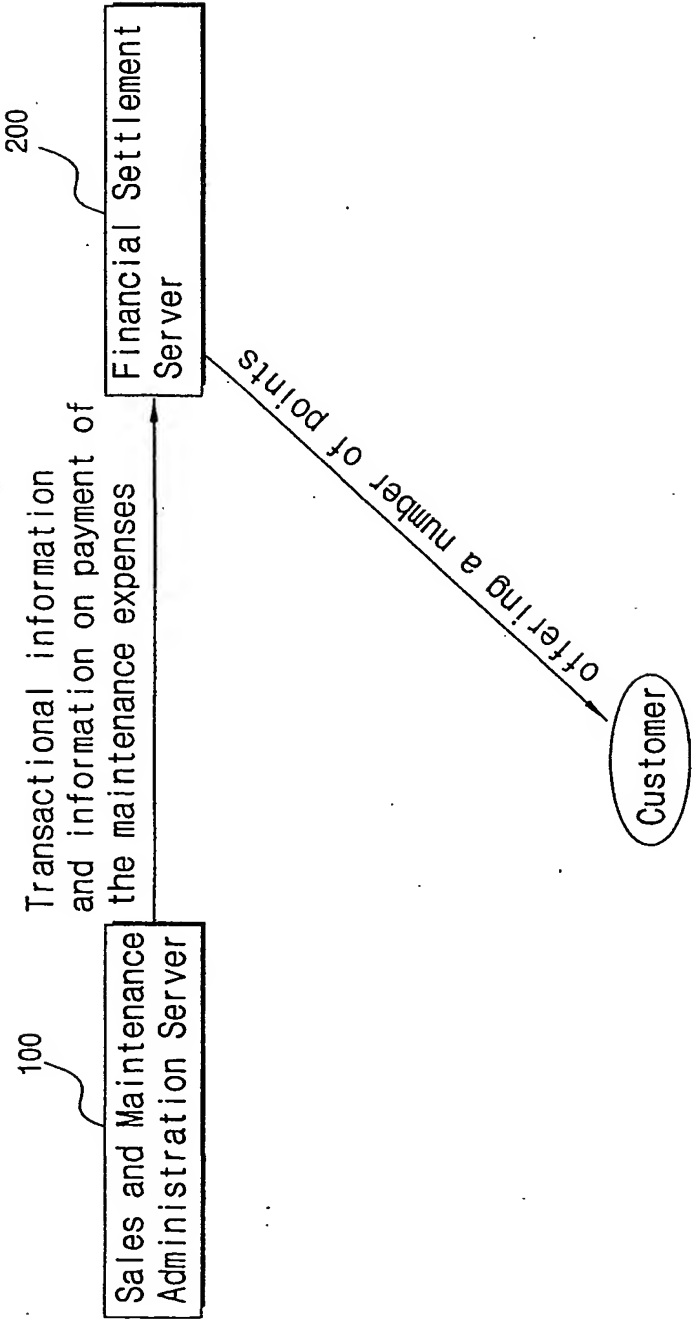 100
Sales and Maintenance
Administration Server
Transactional information
and information on payment of
the maintenance expenses
200
Financial Settlement
Server
offering a number of points
Customer